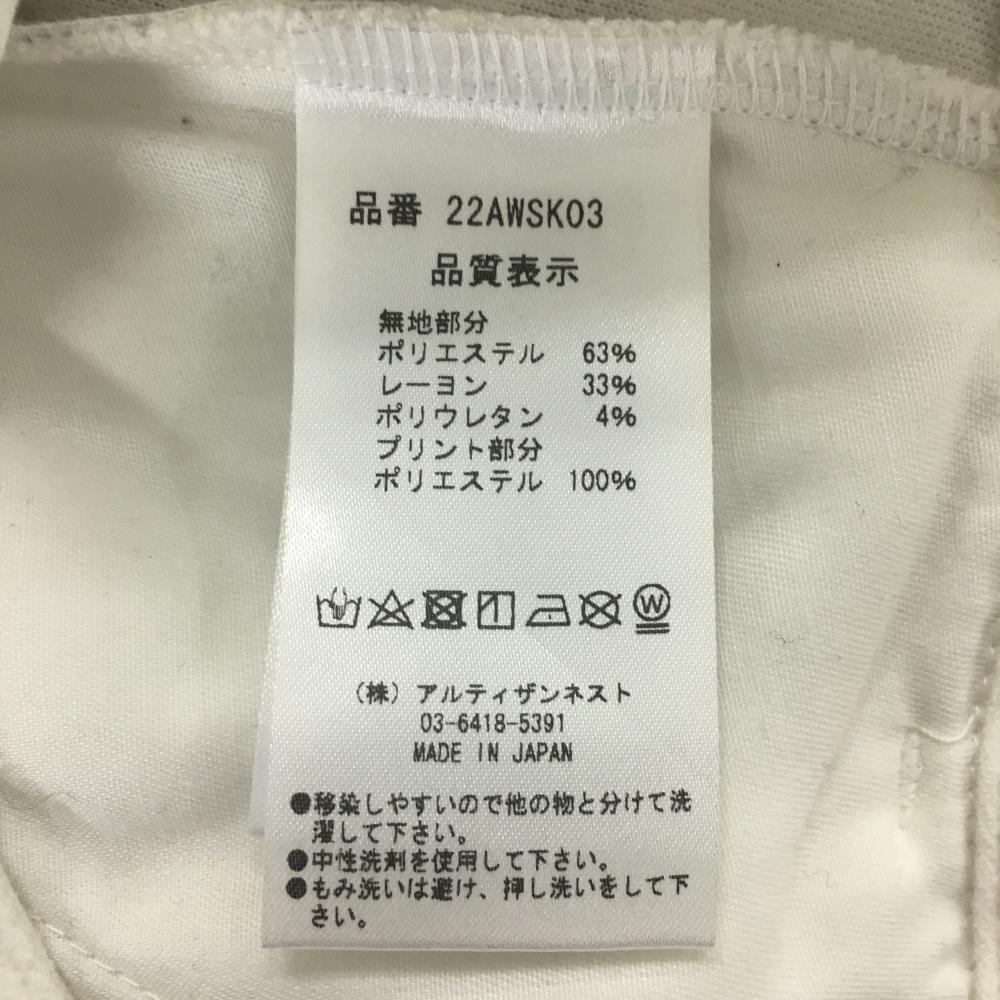 品番 22AWSK03
品質表示
無地部分
ポリエステル 63%
レーヨン 33%
ポリウレタン 4%
プリント部分
ポリエステル 100%
W
(株) アルティザンネスト
03-6418-5391
MADE IN JAPAN
●移染しやすいので他の物と分けて洗
濯して下さい。
●中性洗剤を使用して下さい。
●もみ洗いは避け、押し洗いをして下
さい。